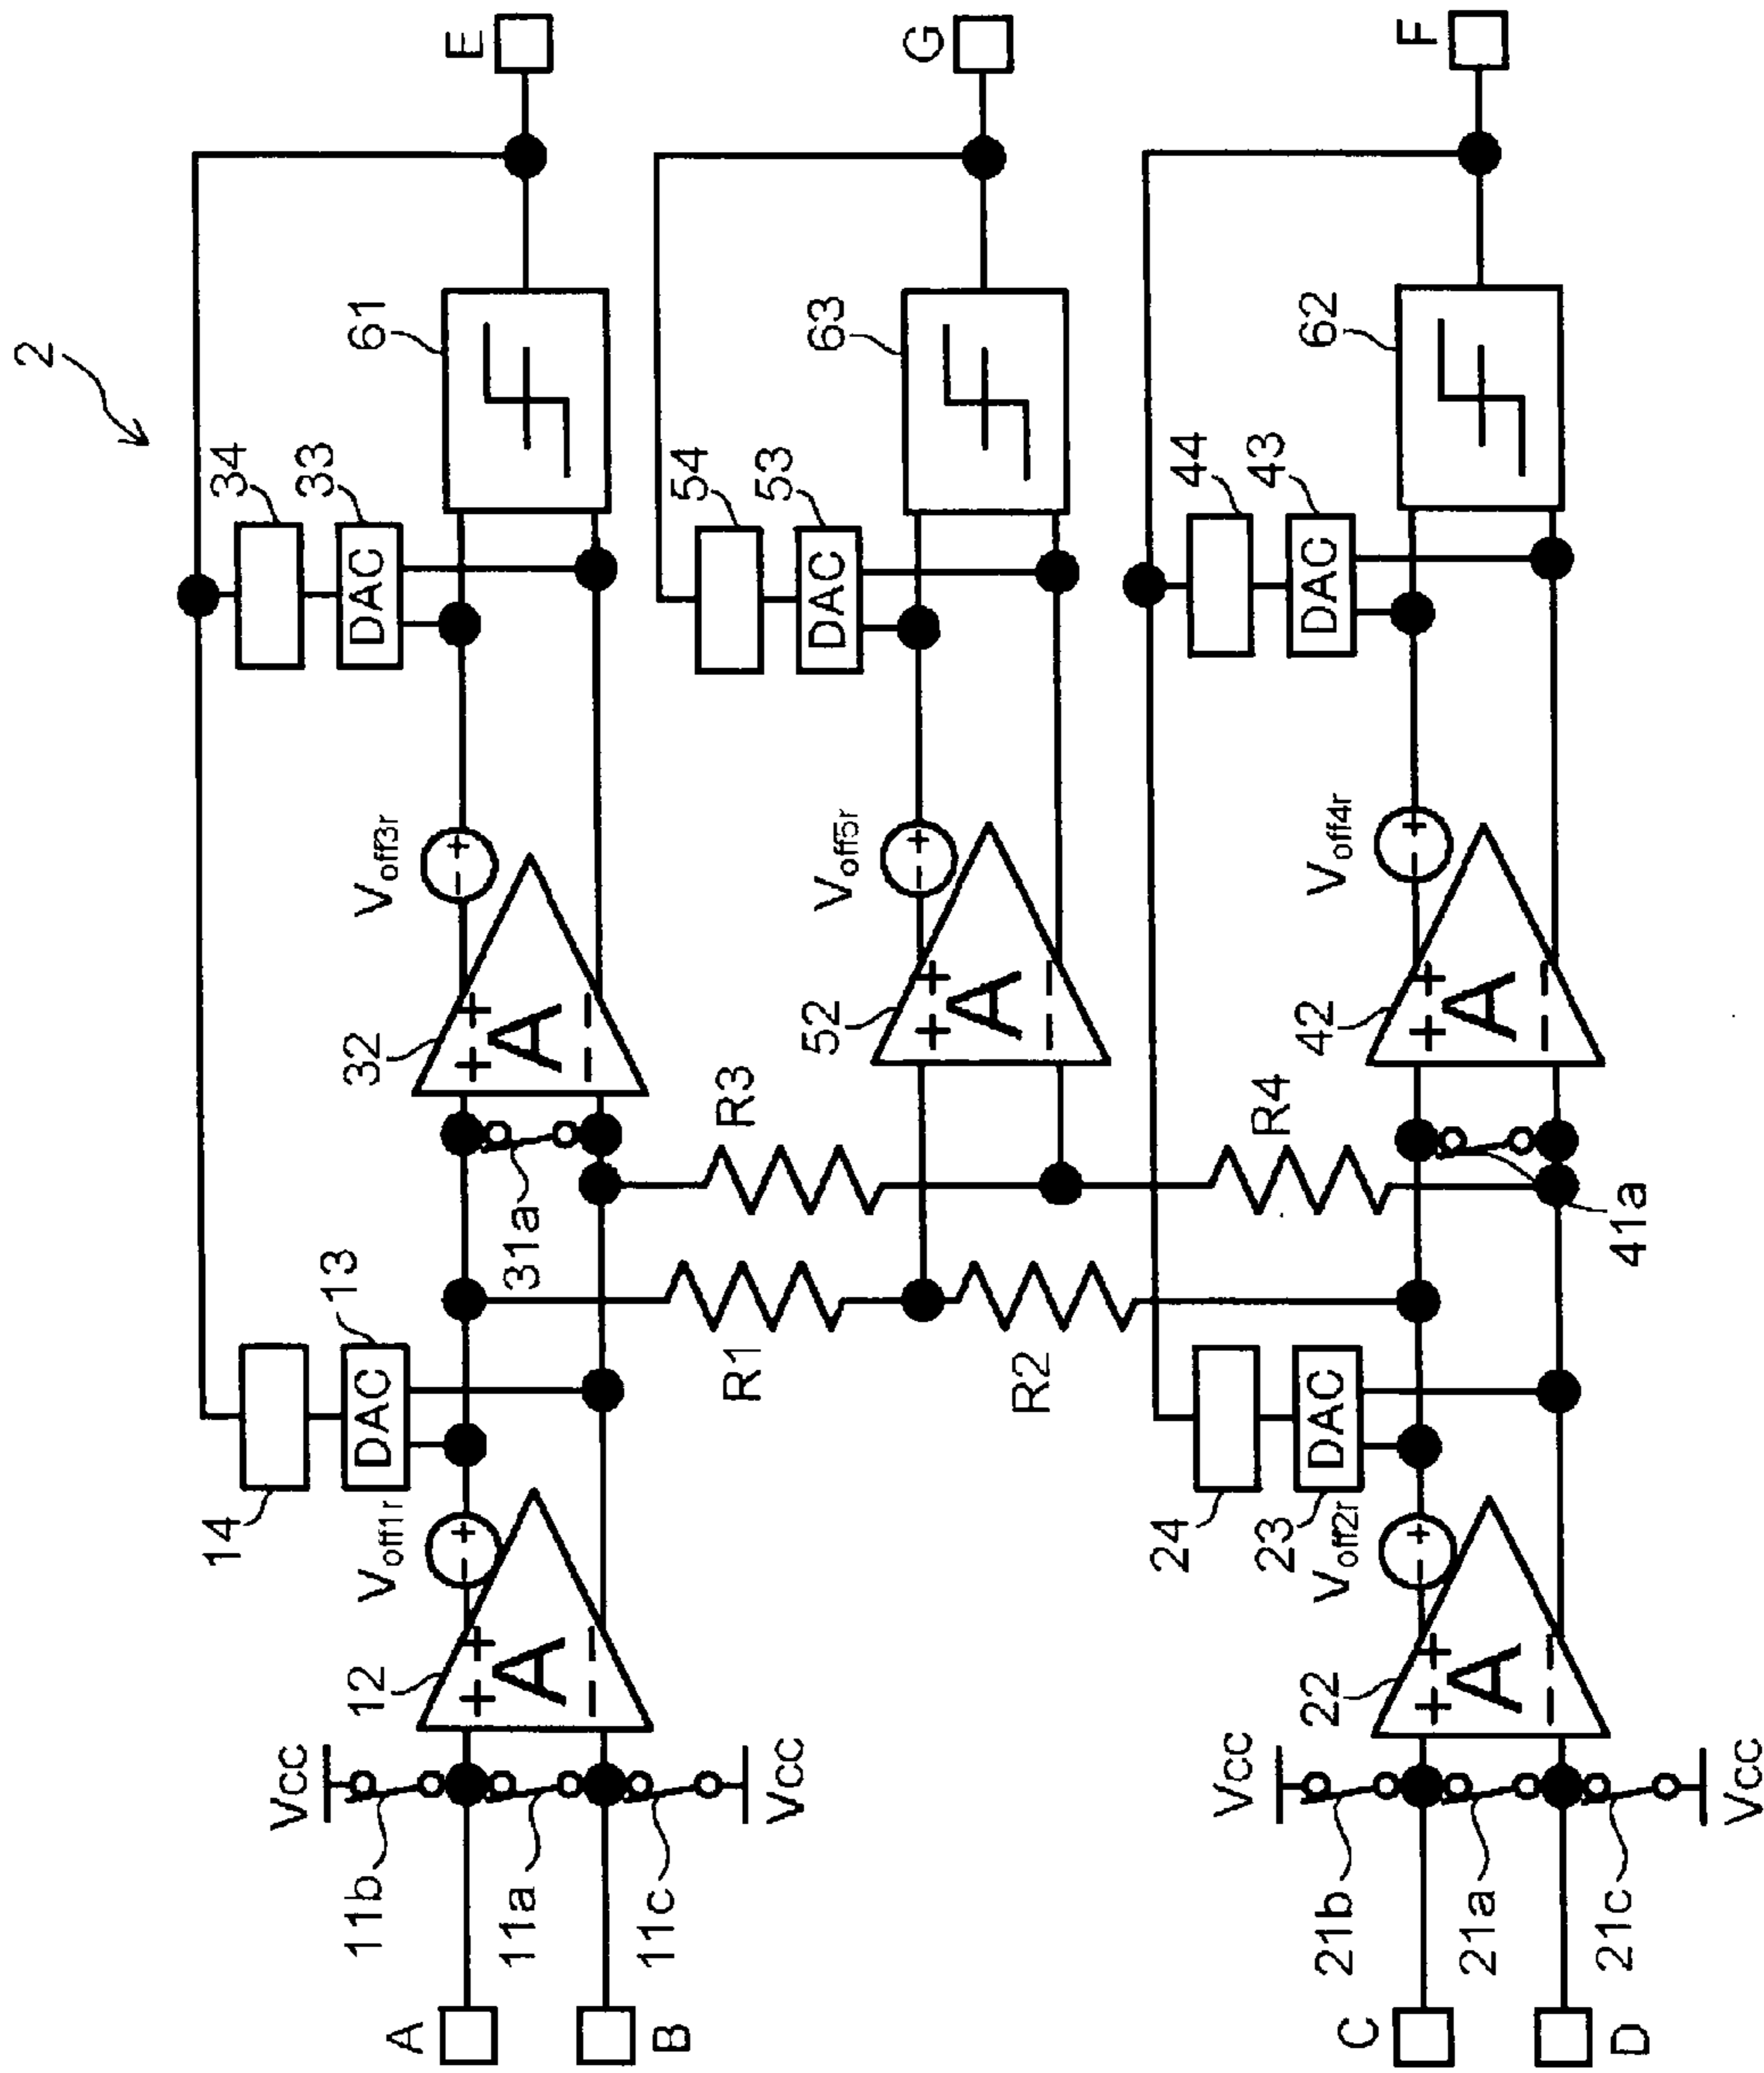 2
E
G
F
61
63
62
34
33
DAC
54
53
DAC
44
43
DAC
Voff3r
Voff5r
Voff4r
32
+ +
A
− −
52
+ +
A
− −
42
+ +
A
− −
31a
41a
R3
R4
R1
R2
14
13
DAC
24
23
DAC
Voff1r
Voff2r
12
+ +
A
− −
22
+ +
A
− −
Vcc
11b
11a
11c
Vcc
Vcc
21b
21a
21c
Vcc
A
B
C
D